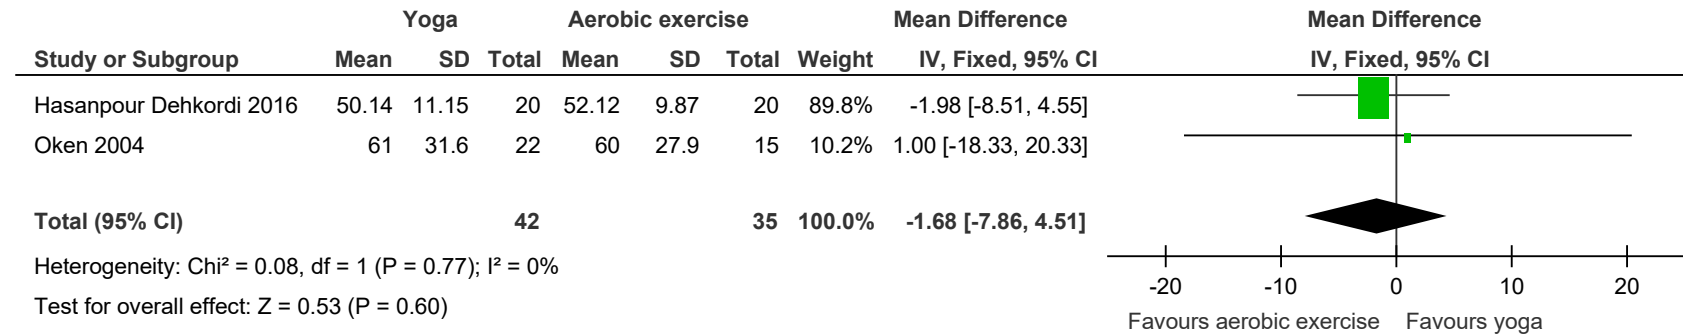 Yoga Aerobic exercise Mean Difference Mean Difference
Study or Subgroup Mean SD Total Mean SD Total Weight IV, Fixed, 95% CI IV, Fixed, 95% CI
Hasanpour Dehkordi 2016 50.14 11.15 20 52.12 9.87 20 89.8% -1.98 [-8.51, 4.55]
Oken 2004 61 31.6 22 60 27.9 15 10.2% 1.00 [-18.33, 20.33]
Total (95% CI) 42 35 100.0% -1.68 [-7.86, 4.51]
Heterogeneity: Chi² = 0.08, df = 1 (P = 0.77); I² = 0%
Test for overall effect: Z = 0.53 (P = 0.60)
-20 -10 0 10 20
Favours aerobic exercise Favours yoga